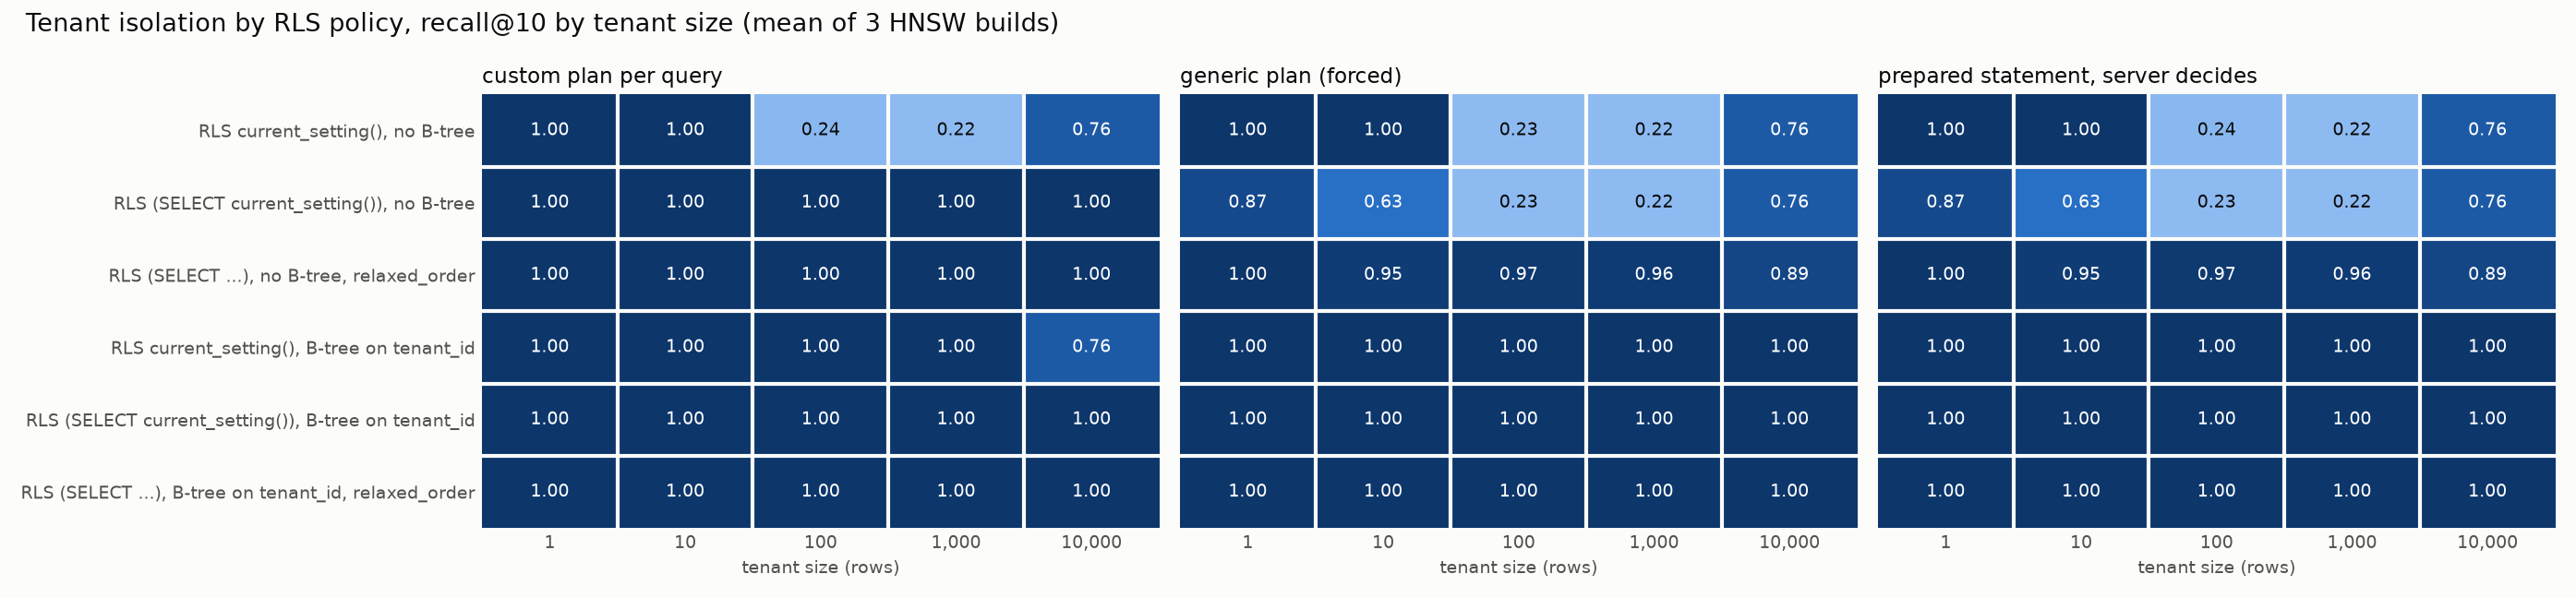 Tenant isolation by RLS policy, recall@10 by tenant size (mean of 3 HNSW builds)
custom plan per query generic plan (forced) prepared statement, server decides
RLS current_setting(), no B-tree 1.00 1.00 0.24 0.22 0.76 1.00 1.00 0.23 0.22 0.76 1.00 1.00 0.24 0.22 0.76
RLS (SELECT current_setting()), no B-tree 1.00 1.00 1.00 1.00 1.00 0.87 0.63 0.23 0.22 0.76 0.87 0.63 0.23 0.22 0.76
RLS (SELECT ...), no B-tree, relaxed_order 1.00 1.00 1.00 1.00 1.00 1.00 0.95 0.97 0.96 0.89 1.00 0.95 0.97 0.96 0.89
RLS current_setting(), B-tree on tenant_id 1.00 1.00 1.00 1.00 0.76 1.00 1.00 1.00 1.00 1.00 1.00 1.00 1.00 1.00 1.00
RLS (SELECT current_setting()), B-tree on tenant_id 1.00 1.00 1.00 1.00 1.00 1.00 1.00 1.00 1.00 1.00 1.00 1.00 1.00 1.00 1.00
RLS (SELECT ...), B-tree on tenant_id, relaxed_order 1.00 1.00 1.00 1.00 1.00 1.00 1.00 1.00 1.00 1.00 1.00 1.00 1.00 1.00 1.00
1 10 100 1,000 10,000 1 10 100 1,000 10,000 1 10 100 1,000 10,000
tenant size (rows) tenant size (rows) tenant size (rows)